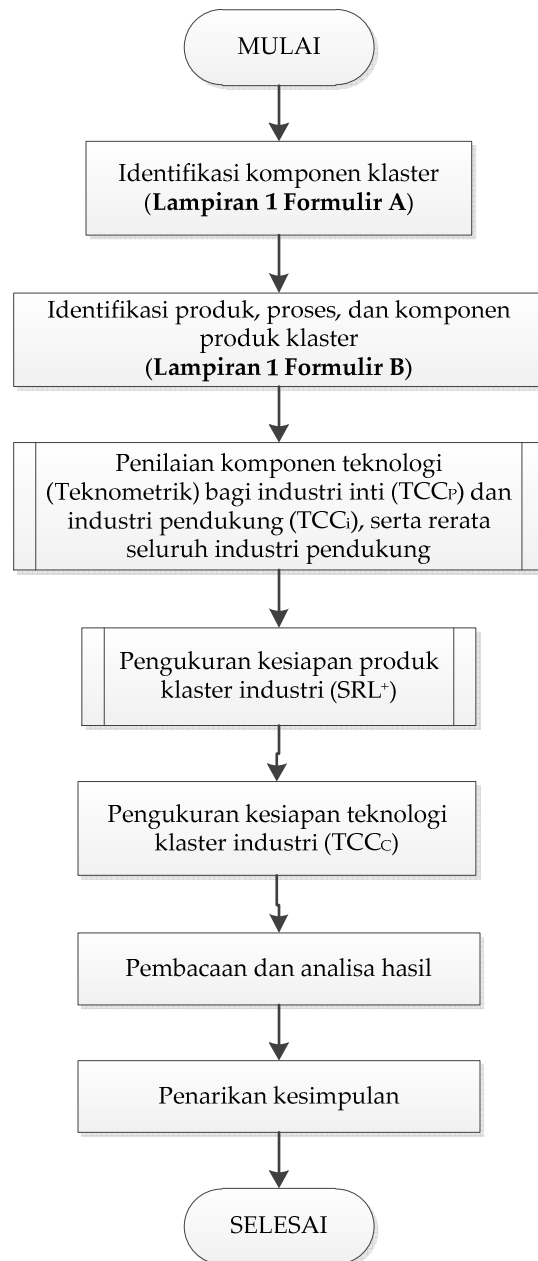 MULAI
Identifikasi komponen klaster
(Lampiran 1 Formulir A)
Identifikasi produk, proses, dan komponen
produk klaster
(Lampiran 1 Formulir B)
Penilaian komponen teknologi
(Teknometrik) bagi industri inti (TCCP) dan
industri pendukung (TCCi), serta rerata
seluruh industri pendukung
Pengukuran kesiapan produk
klaster industri (SRL+)
Pengukuran kesiapan teknologi
klaster industri (TCCC)
Pembacaan dan analisa hasil
Penarikan kesimpulan
SELESAI